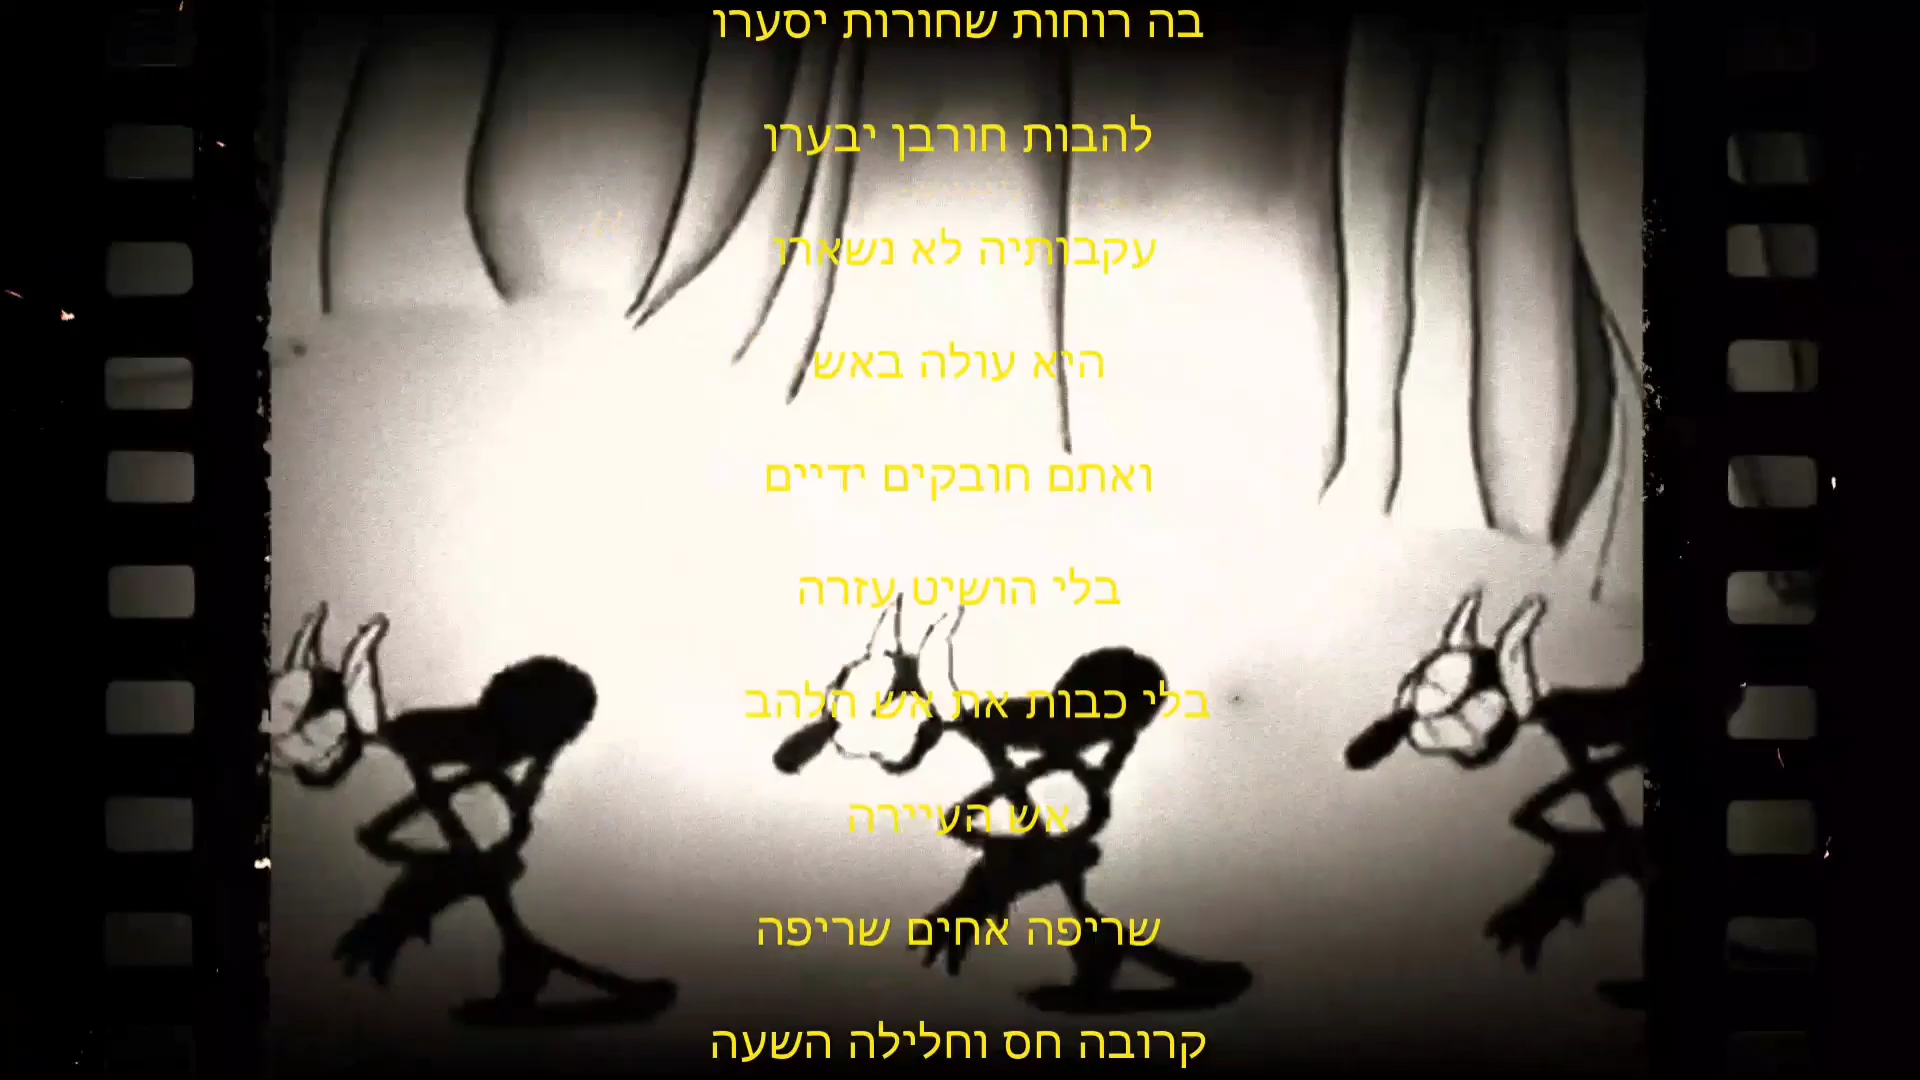 בה רוחות שחורות יסערו
להבות חורבן יבערו
עקבותיה לא נשארו
היא עולה באש
ואתם חובקים ידיים
בלי הושיט עזרה
בלי כבות את אש הלהב
אש העיירה
שריפה אחים שריפה
קרובה חס וחלילה השעה